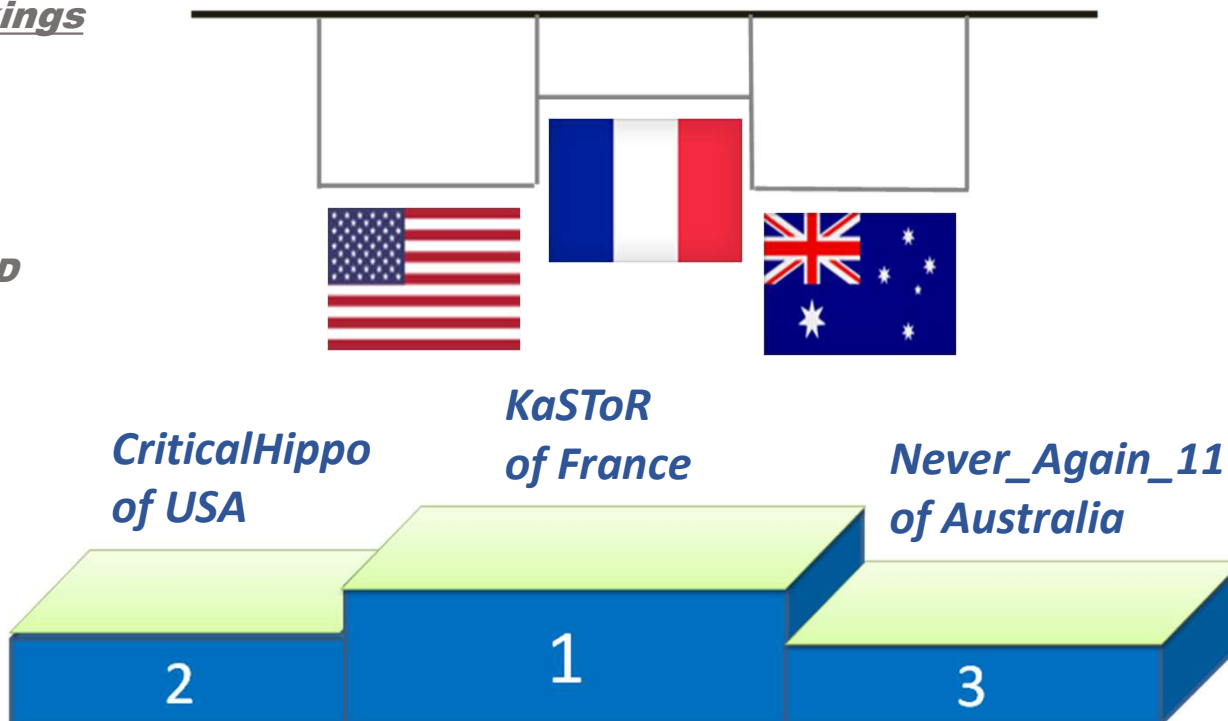 KaSToR
of France
CriticalHippo
of USA
Never_Again_11
of Australia
1
2
3